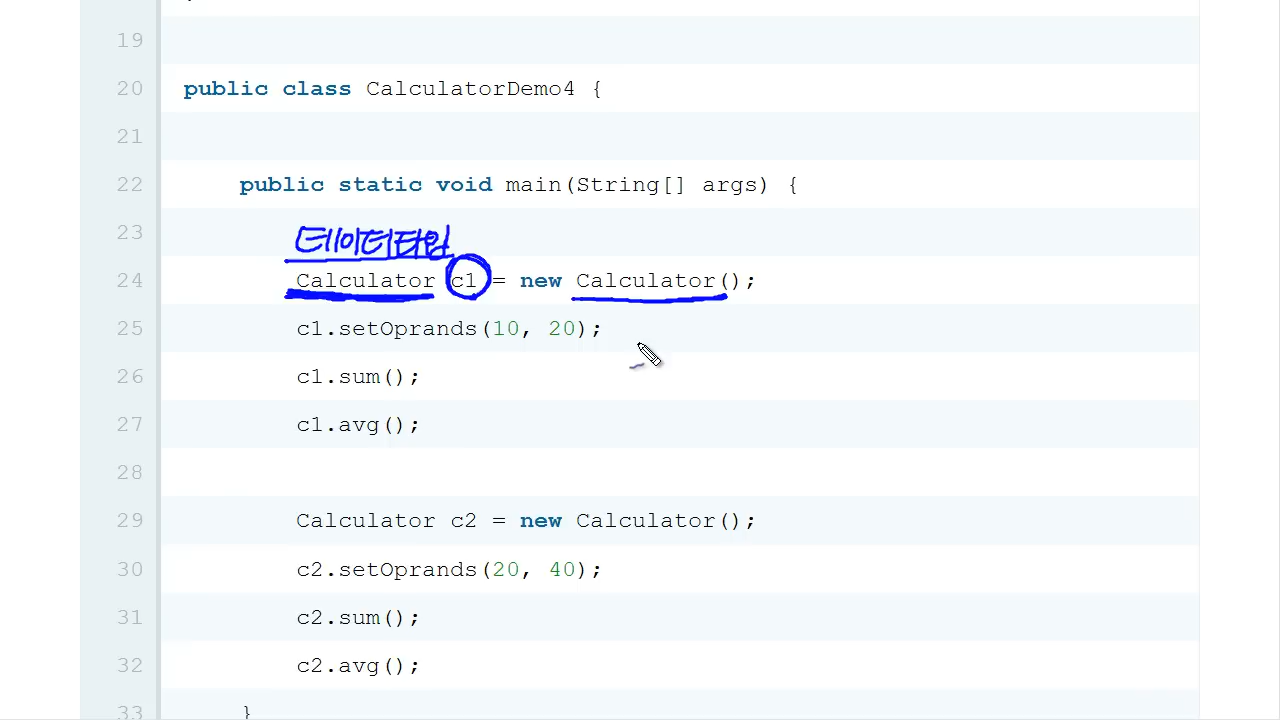 19
20 public class CalculatorDemo4 {
21
22 public static void main(String[] args) {
23 데이터타입
24 Calculator c1 = new Calculator();
25 c1.setOprands(10, 20);
26 c1.sum();
27 c1.avg();
28
29 Calculator c2 = new Calculator();
30 c2.setOprands(20, 40);
31 c2.sum();
32 c2.avg();
33 }